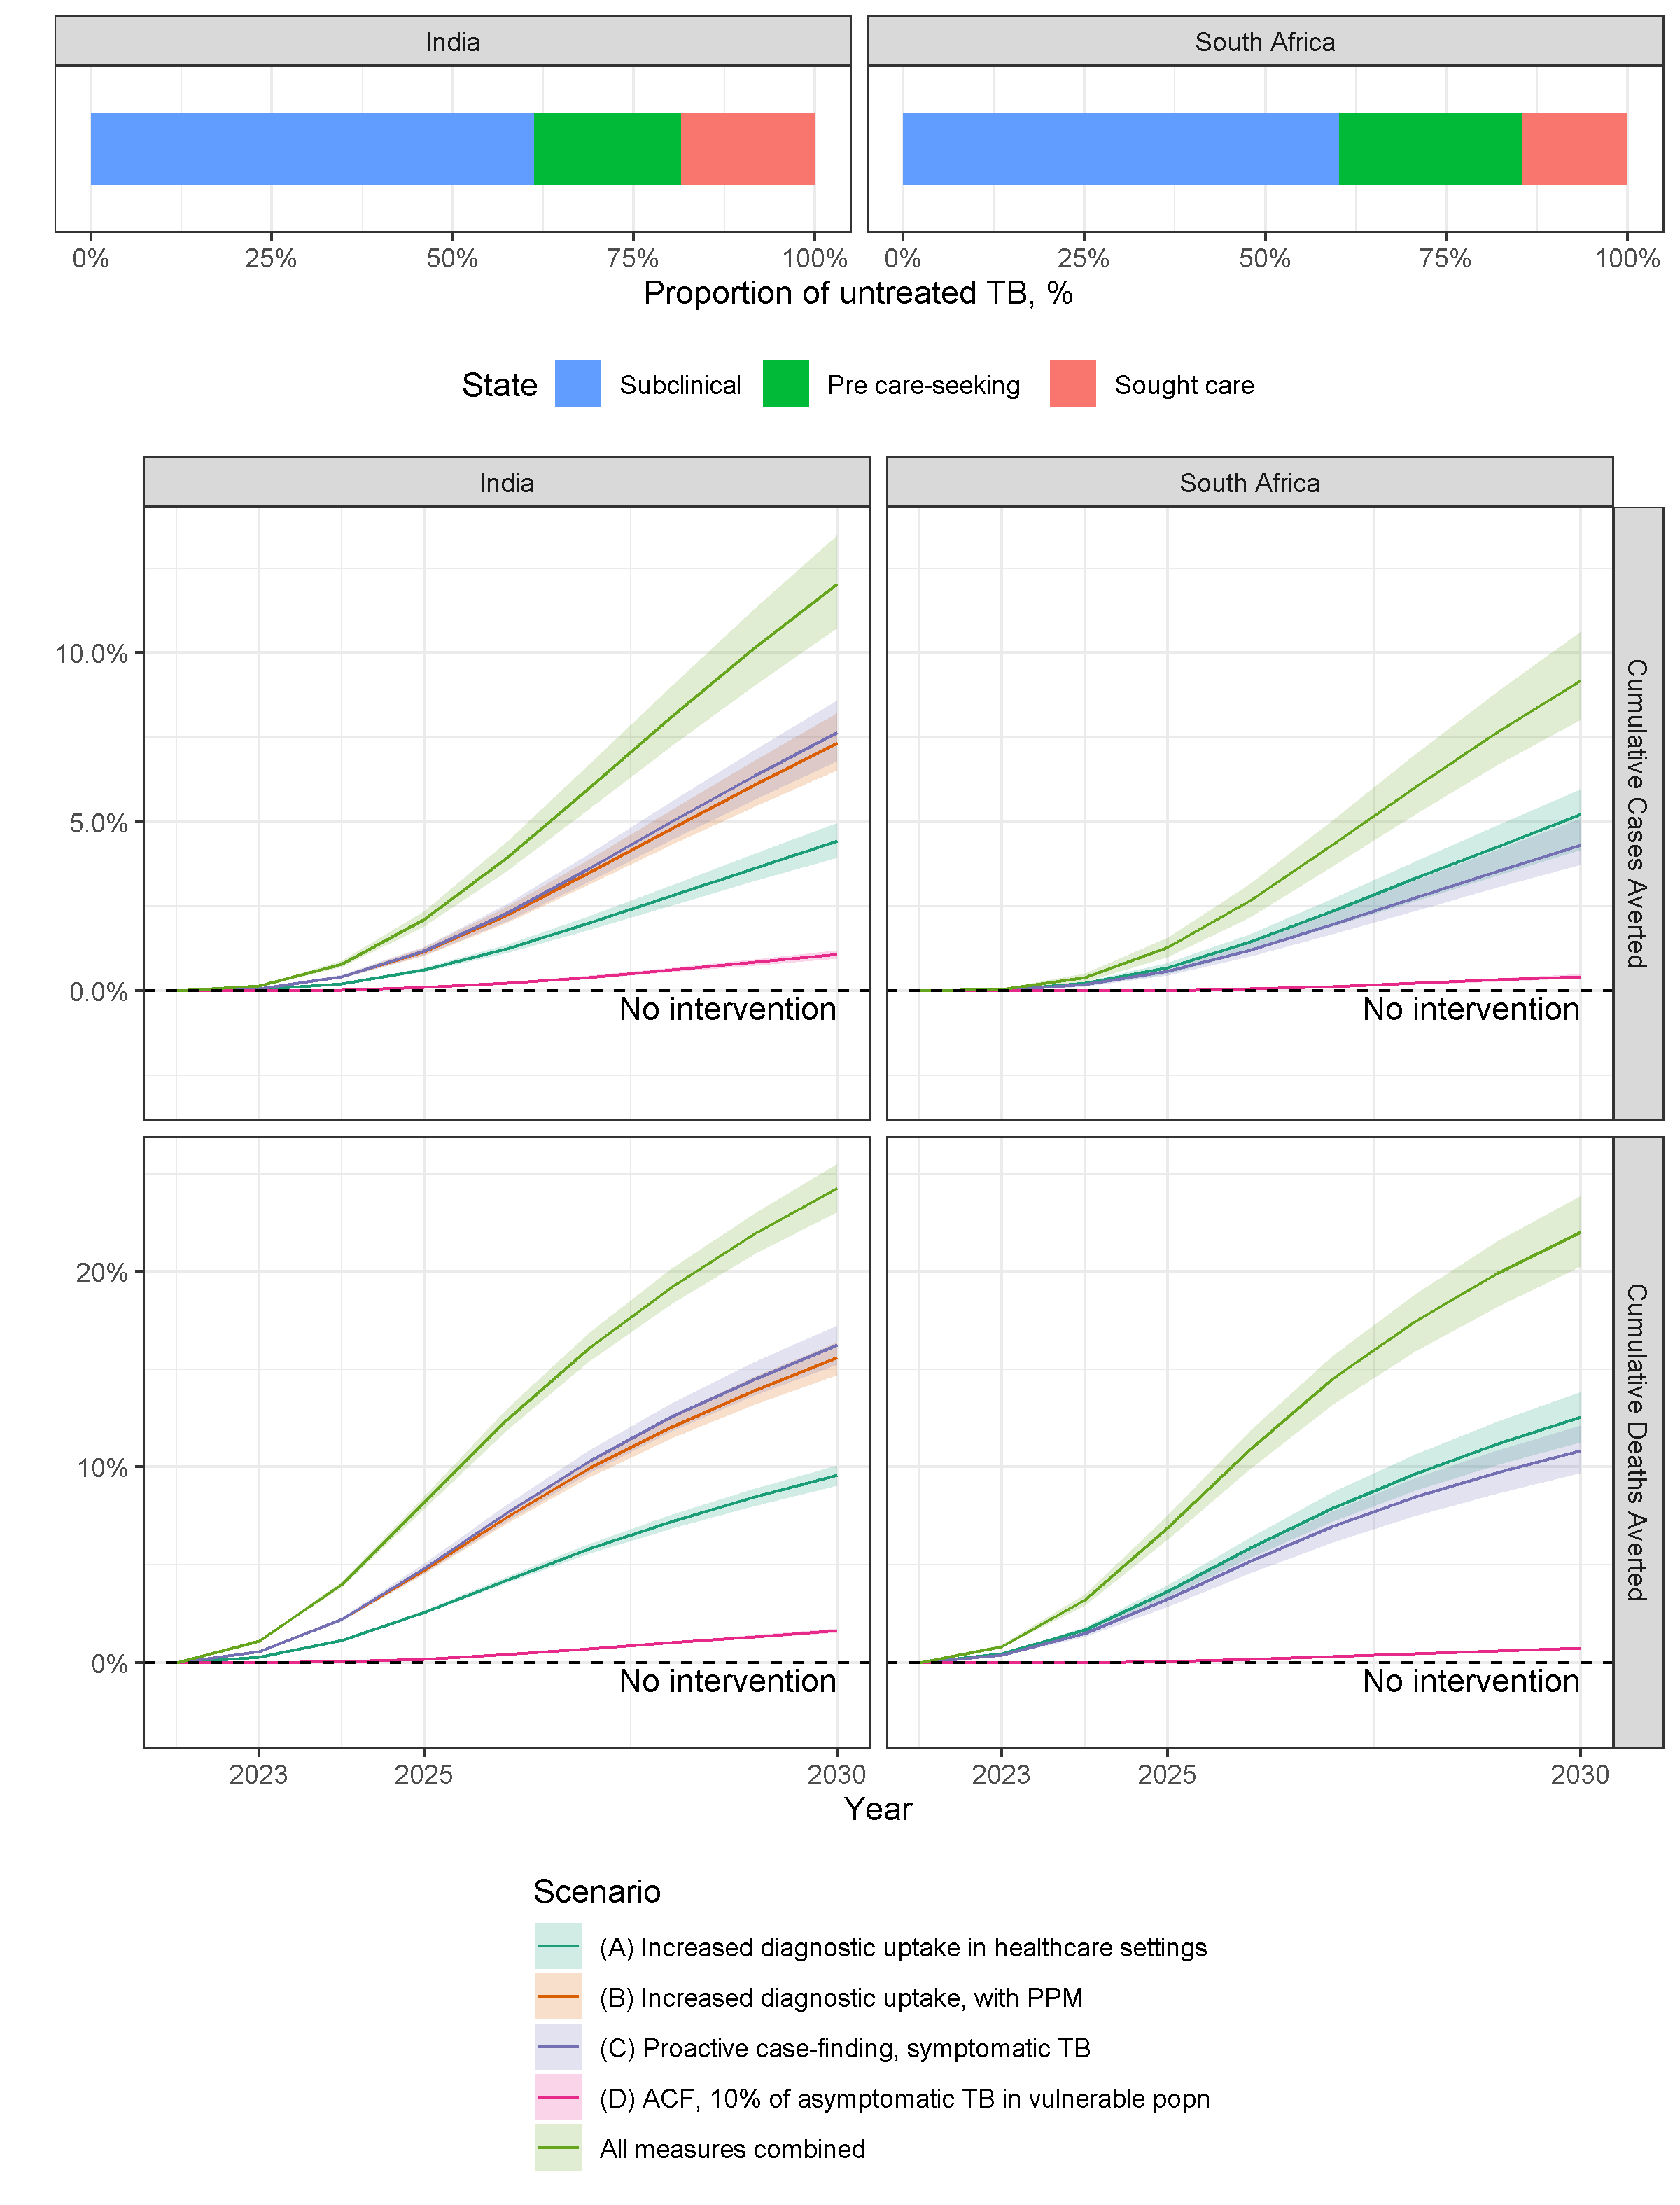 India
South Africa
0% 25% 50% 75% 100%
0% 25% 50% 75% 100%
Proportion of untreated TB, %
State Subclinical Pre care-seeking Sought care
India
South Africa
10.0%
5.0%
0.0%
No intervention
No intervention
Cumulative Cases Averted
20%
10%
0%
No intervention
No intervention
Cumulative Deaths Averted
2023 2025 2030
2023 2025 2030
Year
Scenario
(A) Increased diagnostic uptake in healthcare settings
(B) Increased diagnostic uptake, with PPM
(C) Proactive case-finding, symptomatic TB
(D) ACF, 10% of asymptomatic TB in vulnerable popn
All measures combined